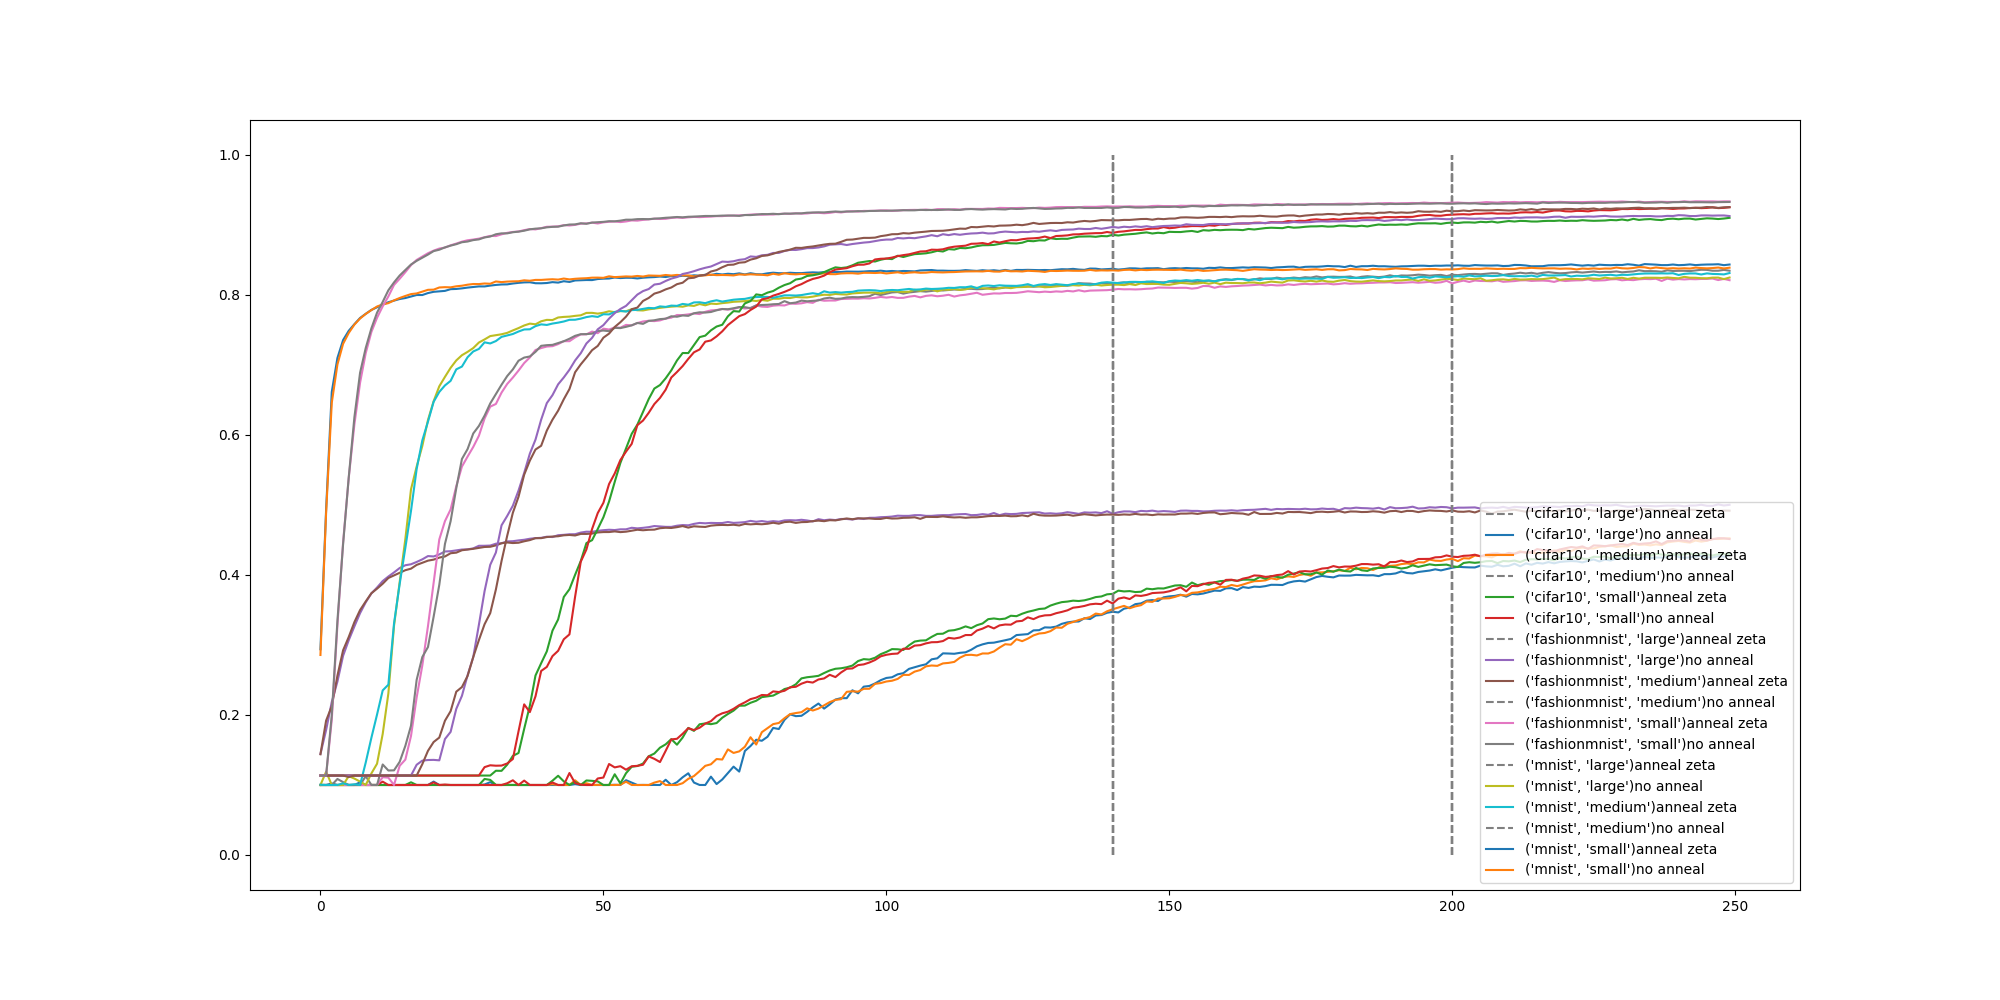 1.0
0.8
0.6
0.4
0.2
0.0
0 50 100 150 200 250
('cifar10', 'large')anneal zeta
('cifar10', 'large')no anneal
('cifar10', 'medium')anneal zeta
('cifar10', 'medium')no anneal
('cifar10', 'small')anneal zeta
('cifar10', 'small')no anneal
('fashionmnist', 'large')anneal zeta
('fashionmnist', 'large')no anneal
('fashionmnist', 'medium')anneal zeta
('fashionmnist', 'medium')no anneal
('fashionmnist', 'small')anneal zeta
('fashionmnist', 'small')no anneal
('mnist', 'large')anneal zeta
('mnist', 'large')no anneal
('mnist', 'medium')anneal zeta
('mnist', 'medium')no anneal
('mnist', 'small')anneal zeta
('mnist', 'small')no anneal